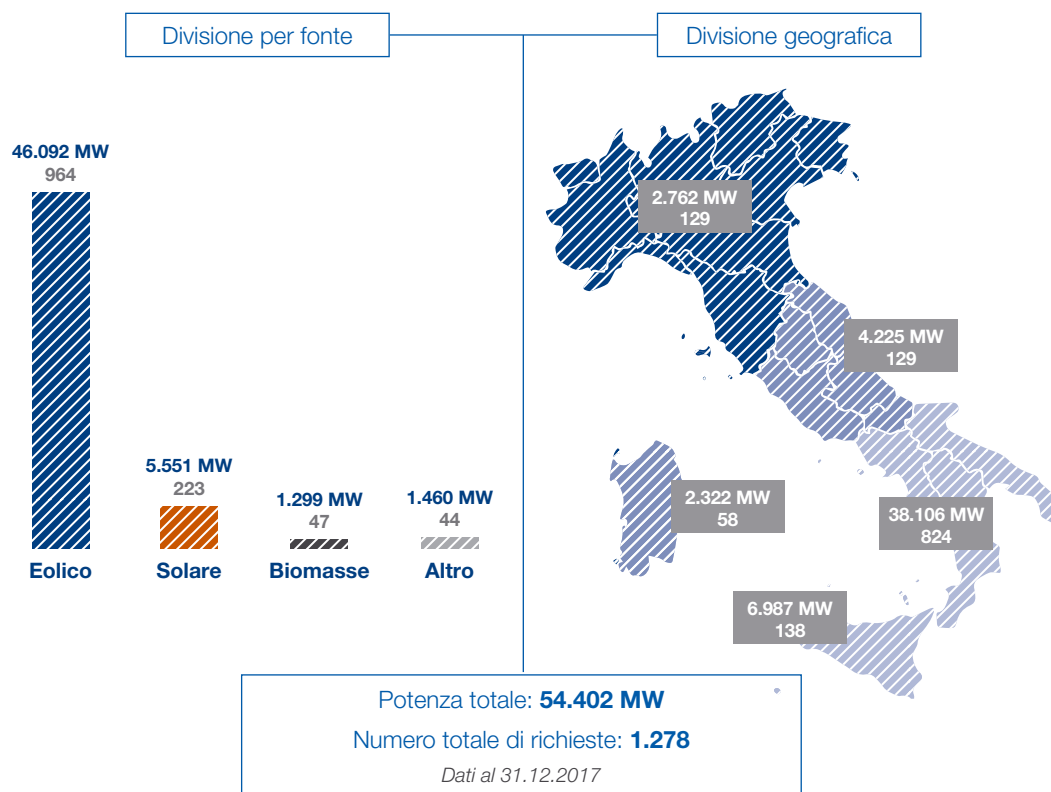 Divisione per fonte
46.092 MW
964
5.551 MW
223
1.299 MW
47
1.460 MW
44
Eolico
Solare
Biomasse
Altro
Divisione geografica
2.762 MW
129
4.225 MW
129
2.322 MW
58
38.106 MW
824
6.987 MW
138
Potenza totale: 54.402 MW
Numero totale di richieste: 1.278
Dati al 31.12.2017